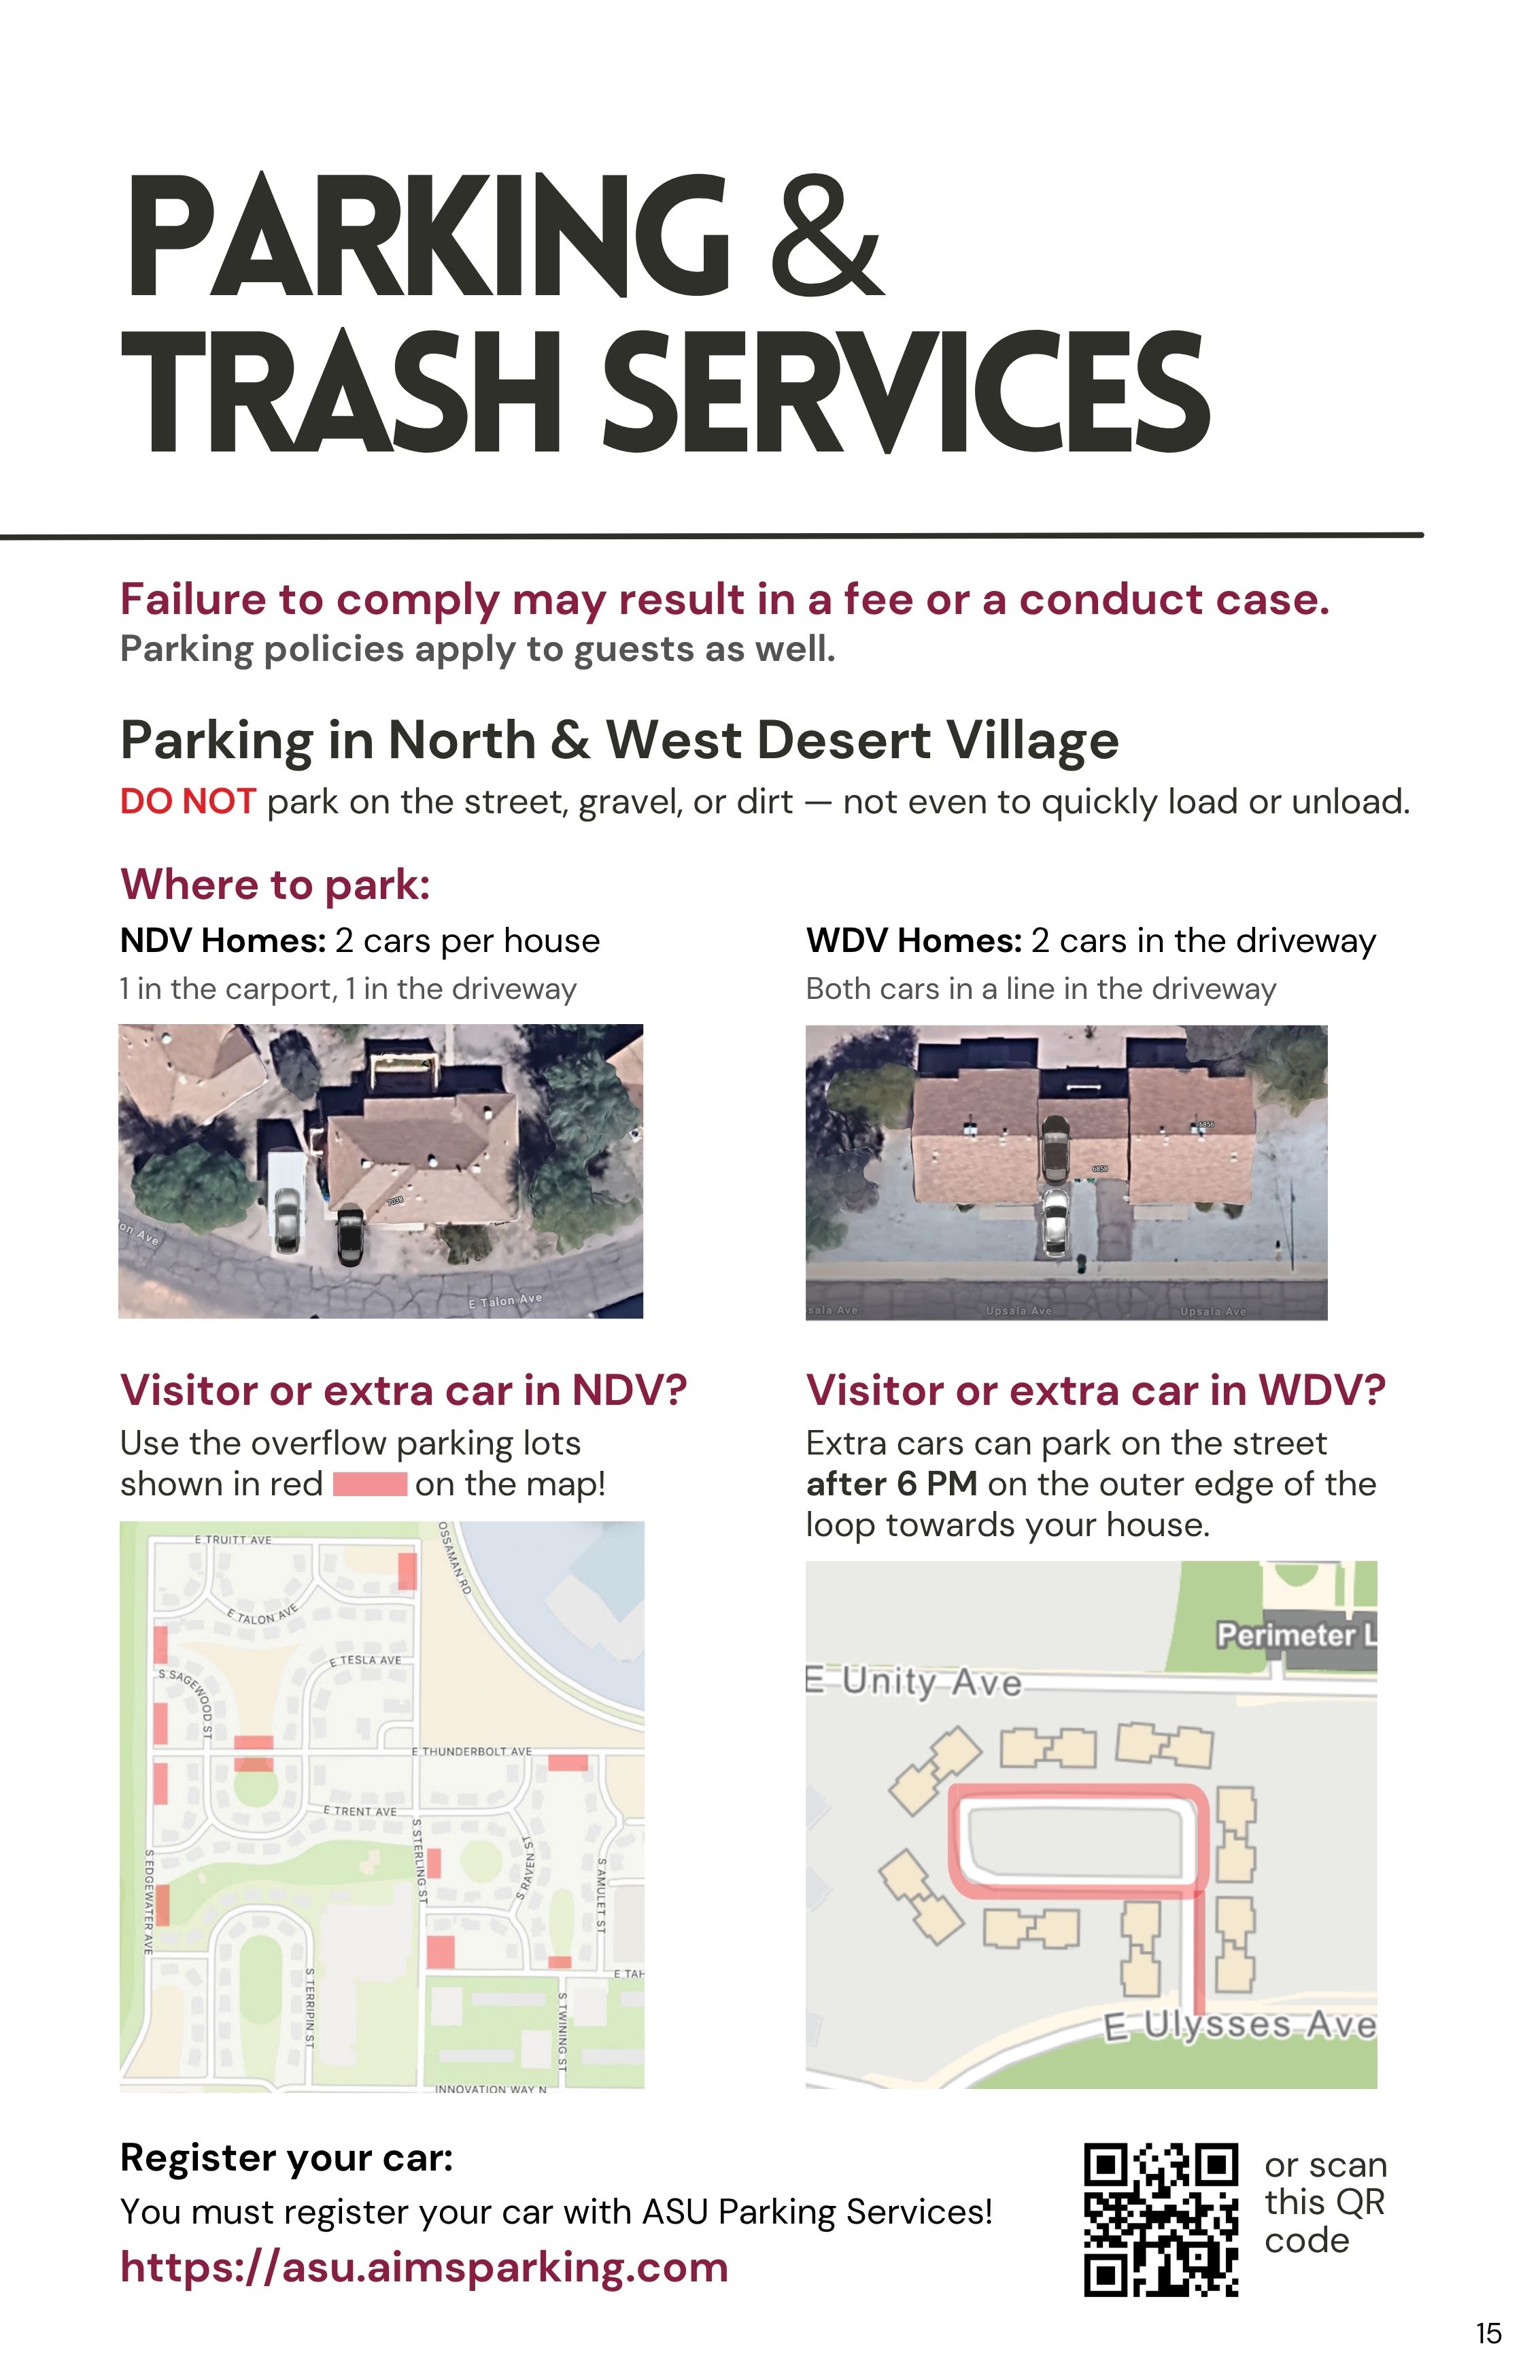 PARKING &
TRASH SERVICES
Failure to comply may result in a fee or a conduct case.
Parking policies apply to guests as well.
Parking in North & West Desert Village
DO NOT park on the street, gravel, or dirt — not even to quickly load or unload.
Where to park:
NDV Homes: 2 cars per house
1 in the carport, 1 in the driveway
7038
on Ave
E Talon Ave
WDV Homes: 2 cars in the driveway
Both cars in a line in the driveway
6856
6858
sala Ave
Upsala Ave
Upsala Ave
Visitor or extra car in NDV?
Use the overflow parking lots
shown in red on the map!
E TRUITT AVE
OSSAMAN RD
E TALON AVE
E TESLA AVE
S SAGEWOOD ST
E THUNDERBOLT AVE
E TRENT AVE
S STERLING ST
S RAVEN ST
S AMULET ST
S EDGEWATER AVE
S TERRIPIN ST
E TAH
S TWINING ST
INNOVATION WAY N
Visitor or extra car in WDV?
Extra cars can park on the street
after 6 PM on the outer edge of the
loop towards your house.
Perimeter L
E Unity Ave
E Ulysses Ave
Register your car:
You must register your car with ASU Parking Services!
https://asu.aimsparking.com
or scan
this QR
code
15